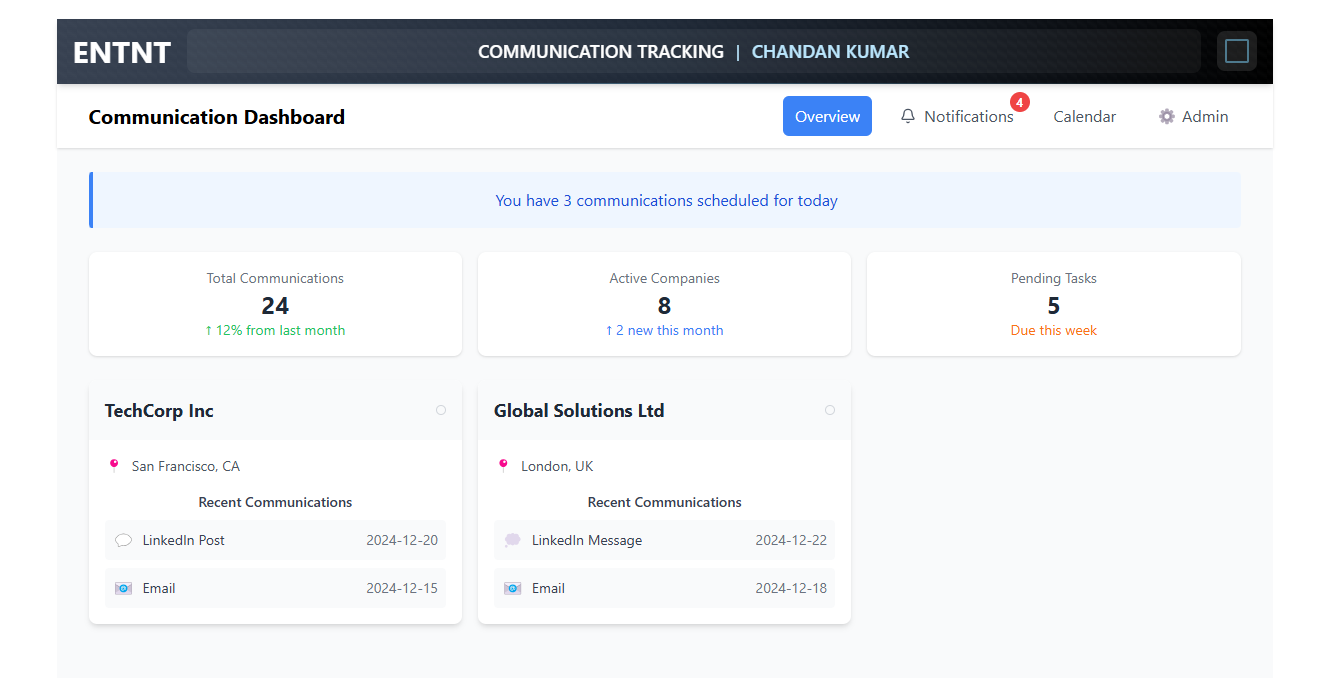 ENTNT
COMMUNICATION TRACKING | CHANDAN KUMAR
Communication Dashboard
Overview
Notifications
4
Calendar
Admin
You have 3 communications scheduled for today
Total Communications
24
↑ 12% from last month
Active Companies
8
↑ 2 new this month
Pending Tasks
5
Due this week
TechCorp Inc
San Francisco, CA
Recent Communications
LinkedIn Post 2024-12-20
Email 2024-12-15
Global Solutions Ltd
London, UK
Recent Communications
LinkedIn Message 2024-12-22
Email 2024-12-18